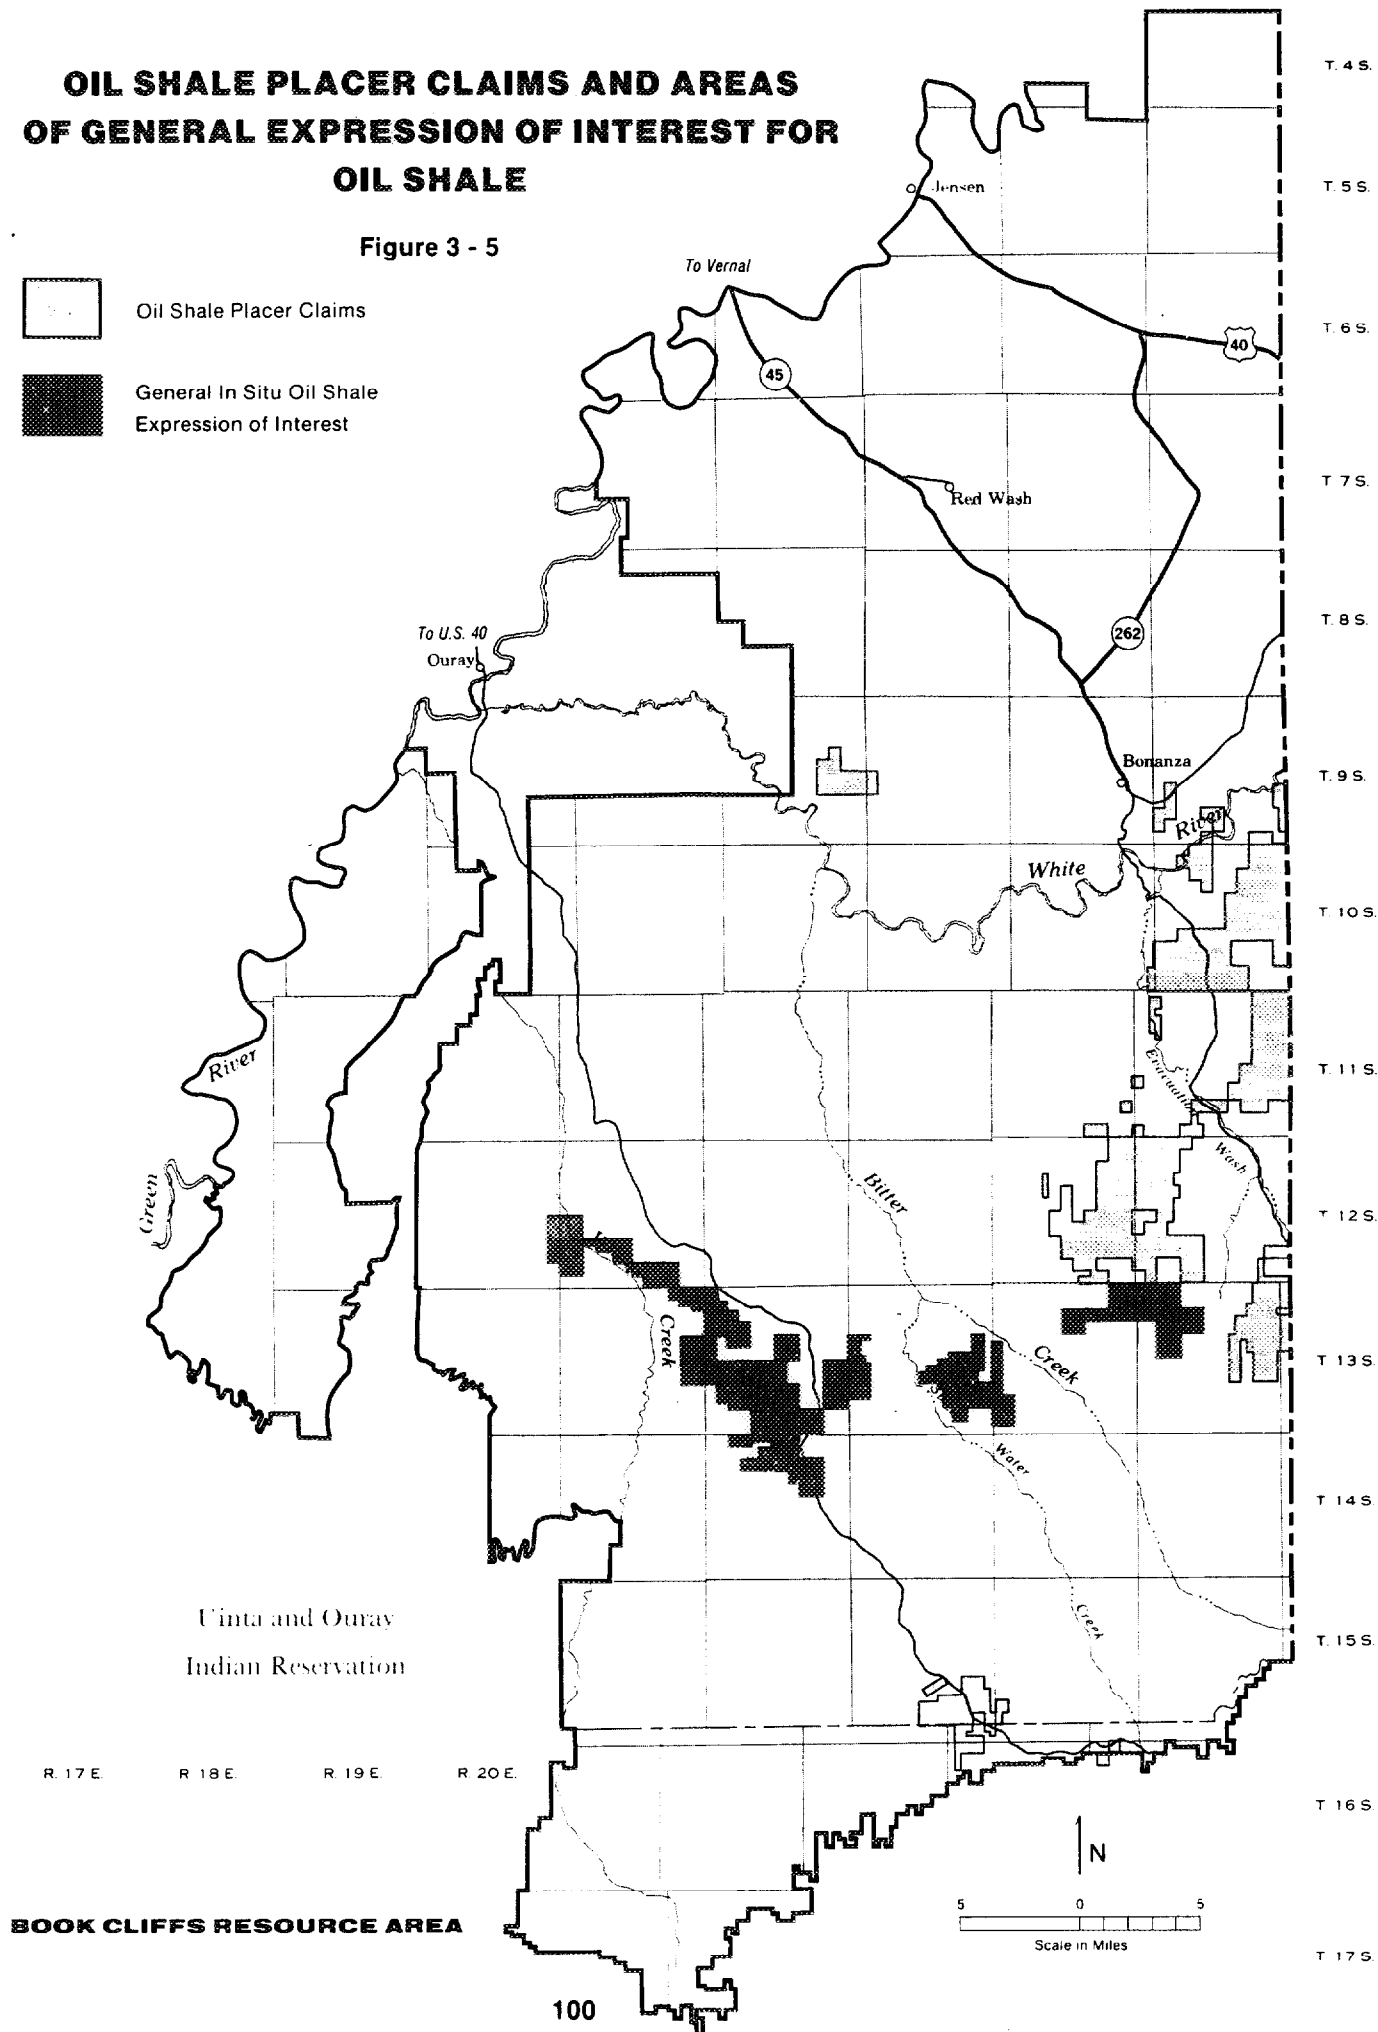 OIL SHALE PLACER CLAIMS AND AREAS
OF GENERAL EXPRESSION OF INTEREST FOR
OIL SHALE
Figure 3 - 5
Oil Shale Placer Claims
General In Situ Oil Shale
Expression of Interest
T. 4 S.
Jensen
T. 5 S.
To Vernal
T. 6 S.
40
45
T 7 S.
Red Wash
T. 8 S.
262
To U.S. 40
Ouray
Bonanza
T. 9 S.
River
White
T. 10 S.
River
T. 11 S.
Evacuation
Wash
Green
Bitter
T 12 S.
Creek
Creek
T 13 S.
Water
T 14 S.
Creek
Uinta and Ouray
Indian Reservation
T. 15 S.
R. 17 E.
R 18 E.
R. 19 E.
R. 20 E.
T 16 S.
N
5 0 5
Scale in Miles
BOOK CLIFFS RESOURCE AREA
T 17 S.
100